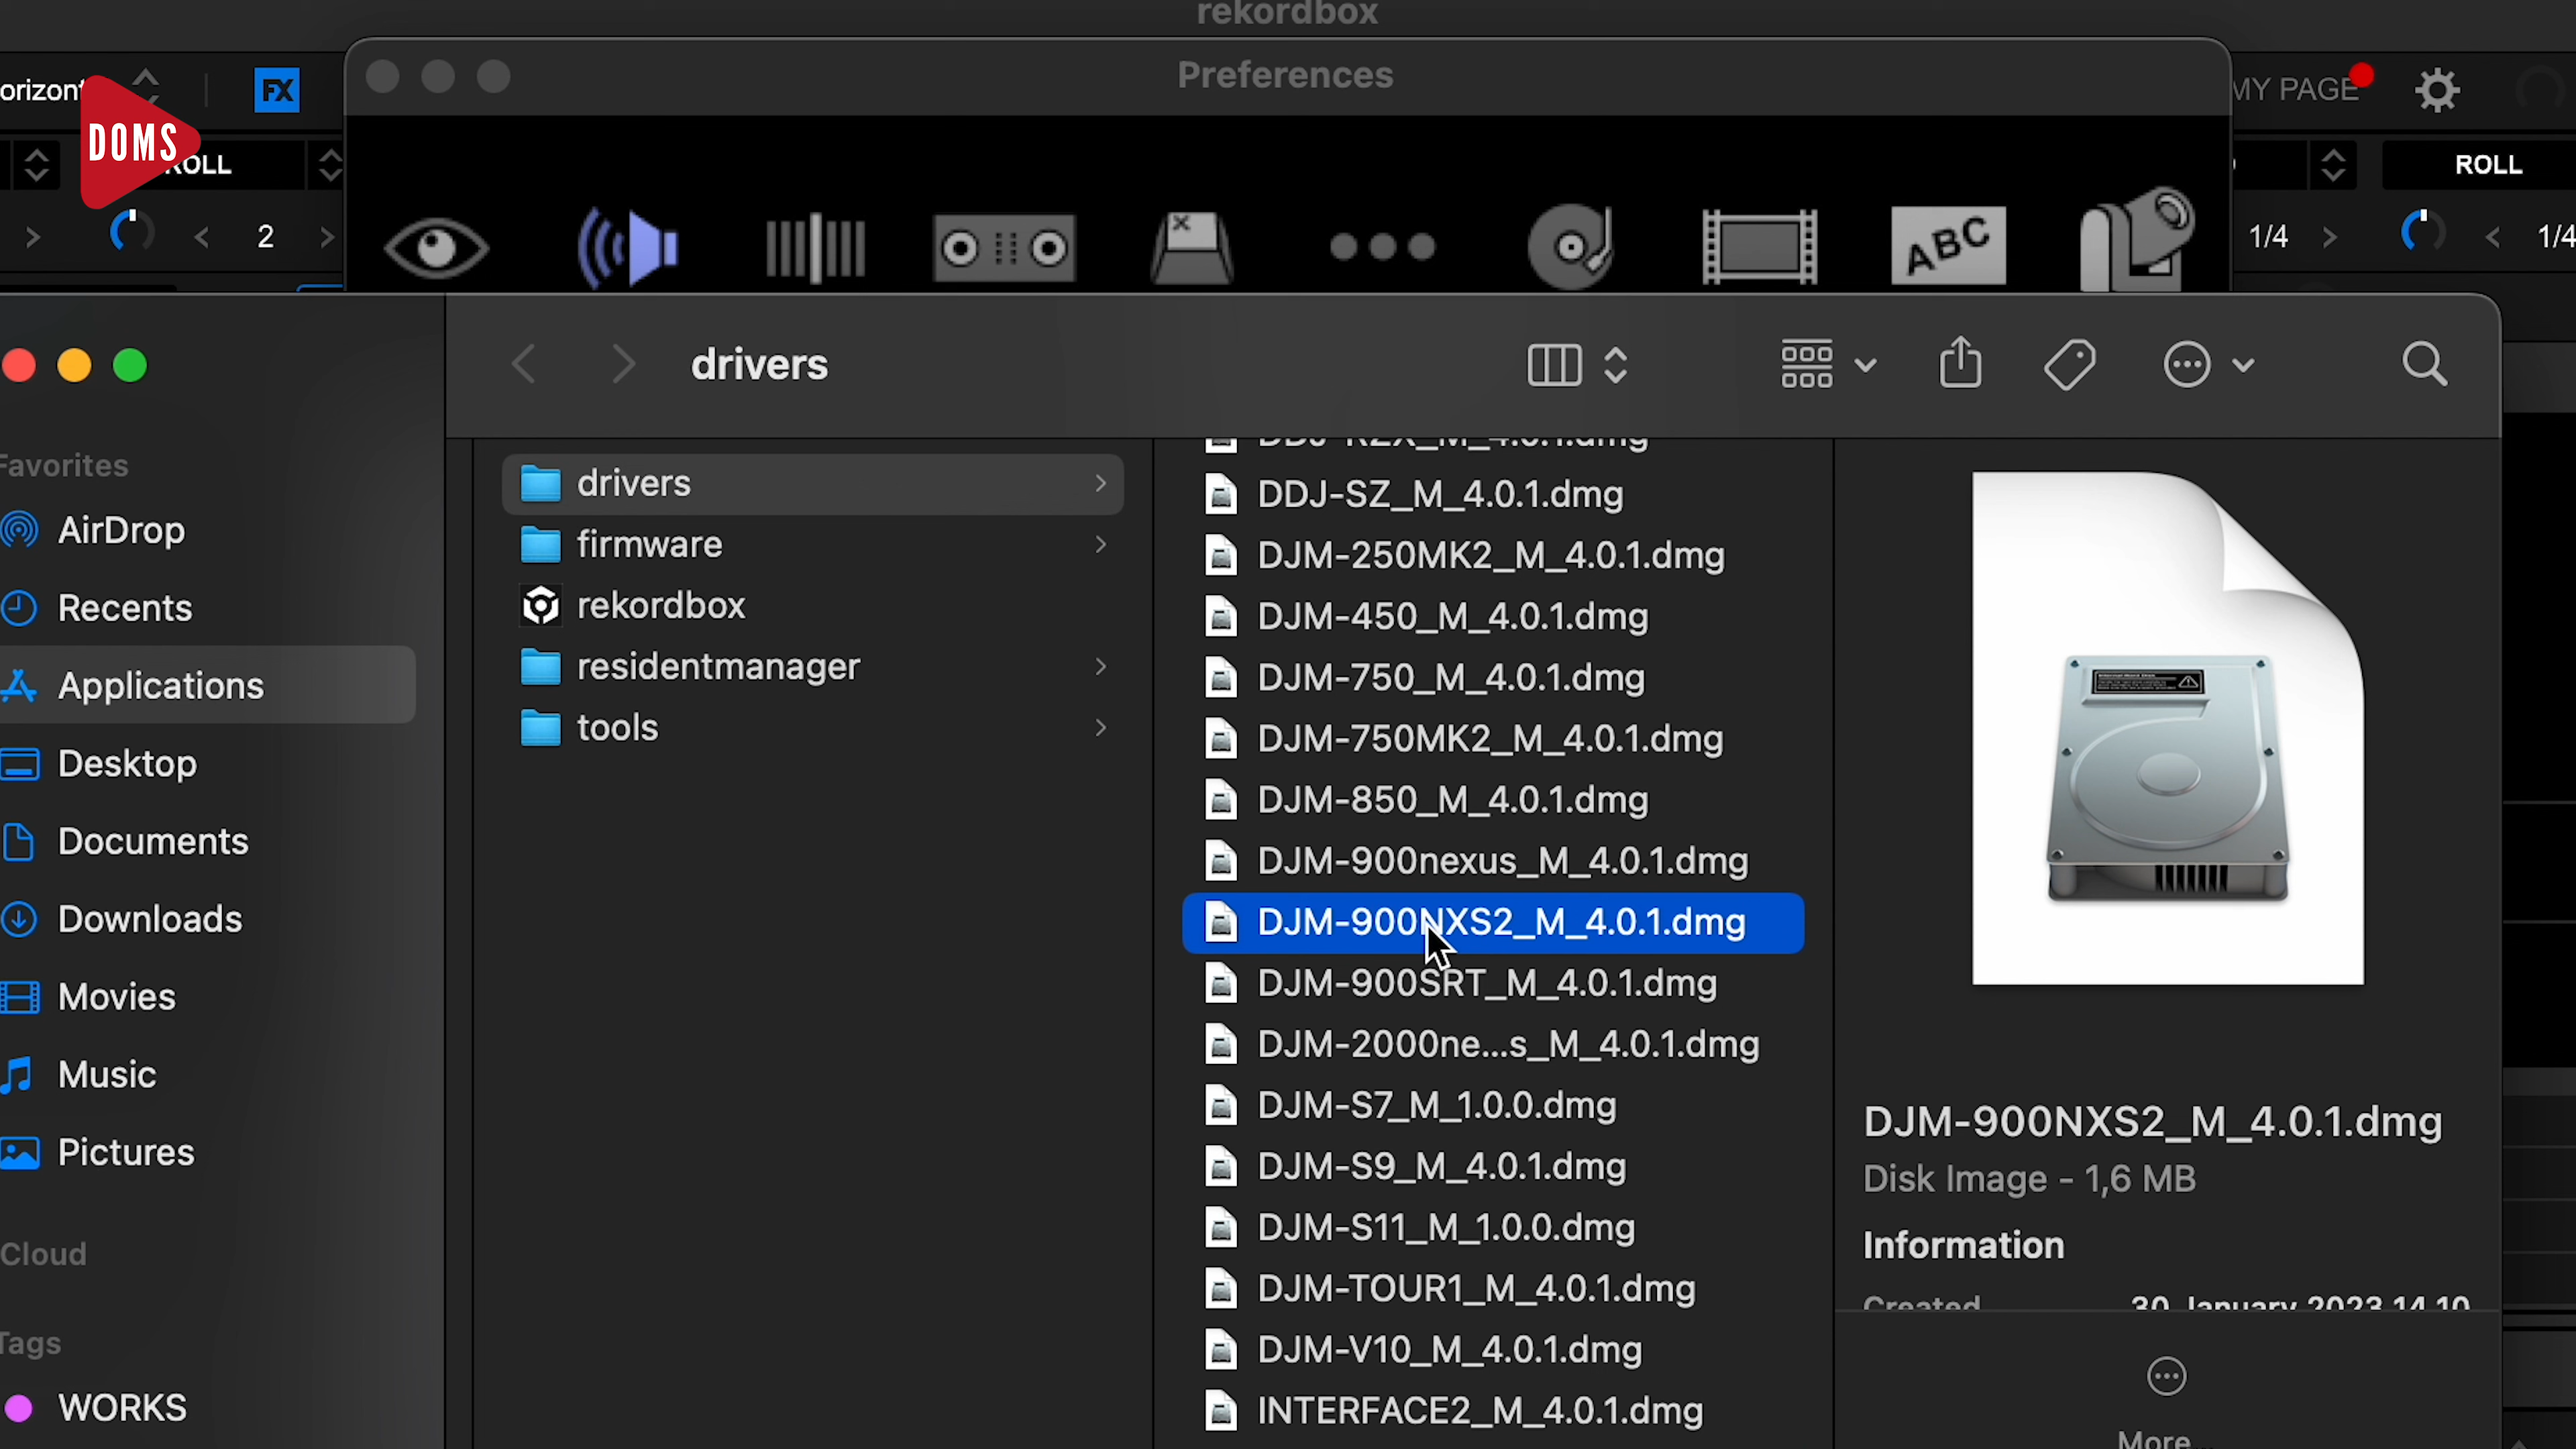 rekordbox
Preferences
FX
MY PAGE
DOMS
ROLL
ROLL
2
1/4
1/4
ABC
drivers
Favorites
AirDrop
Recents
Applications
Desktop
Documents
Downloads
Movies
Music
Pictures
Cloud
Tags
WORKS
drivers
firmware
rekordbox
residentmanager
tools
DDJ-SZ_M_4.0.1.dmg
DJM-250MK2_M_4.0.1.dmg
DJM-450_M_4.0.1.dmg
DJM-750_M_4.0.1.dmg
DJM-750MK2_M_4.0.1.dmg
DJM-850_M_4.0.1.dmg
DJM-900nexus_M_4.0.1.dmg
DJM-900NXS2_M_4.0.1.dmg
DJM-900SRT_M_4.0.1.dmg
DJM-2000ne...s_M_4.0.1.dmg
DJM-S7_M_1.0.0.dmg
DJM-S9_M_4.0.1.dmg
DJM-S11_M_1.0.0.dmg
DJM-TOUR1_M_4.0.1.dmg
DJM-V10_M_4.0.1.dmg
INTERFACE2_M_4.0.1.dmg
DJM-900NXS2_M_4.0.1.dmg
Disk Image - 1,6 MB
Information
Created 30 January 2023 14.10
More...